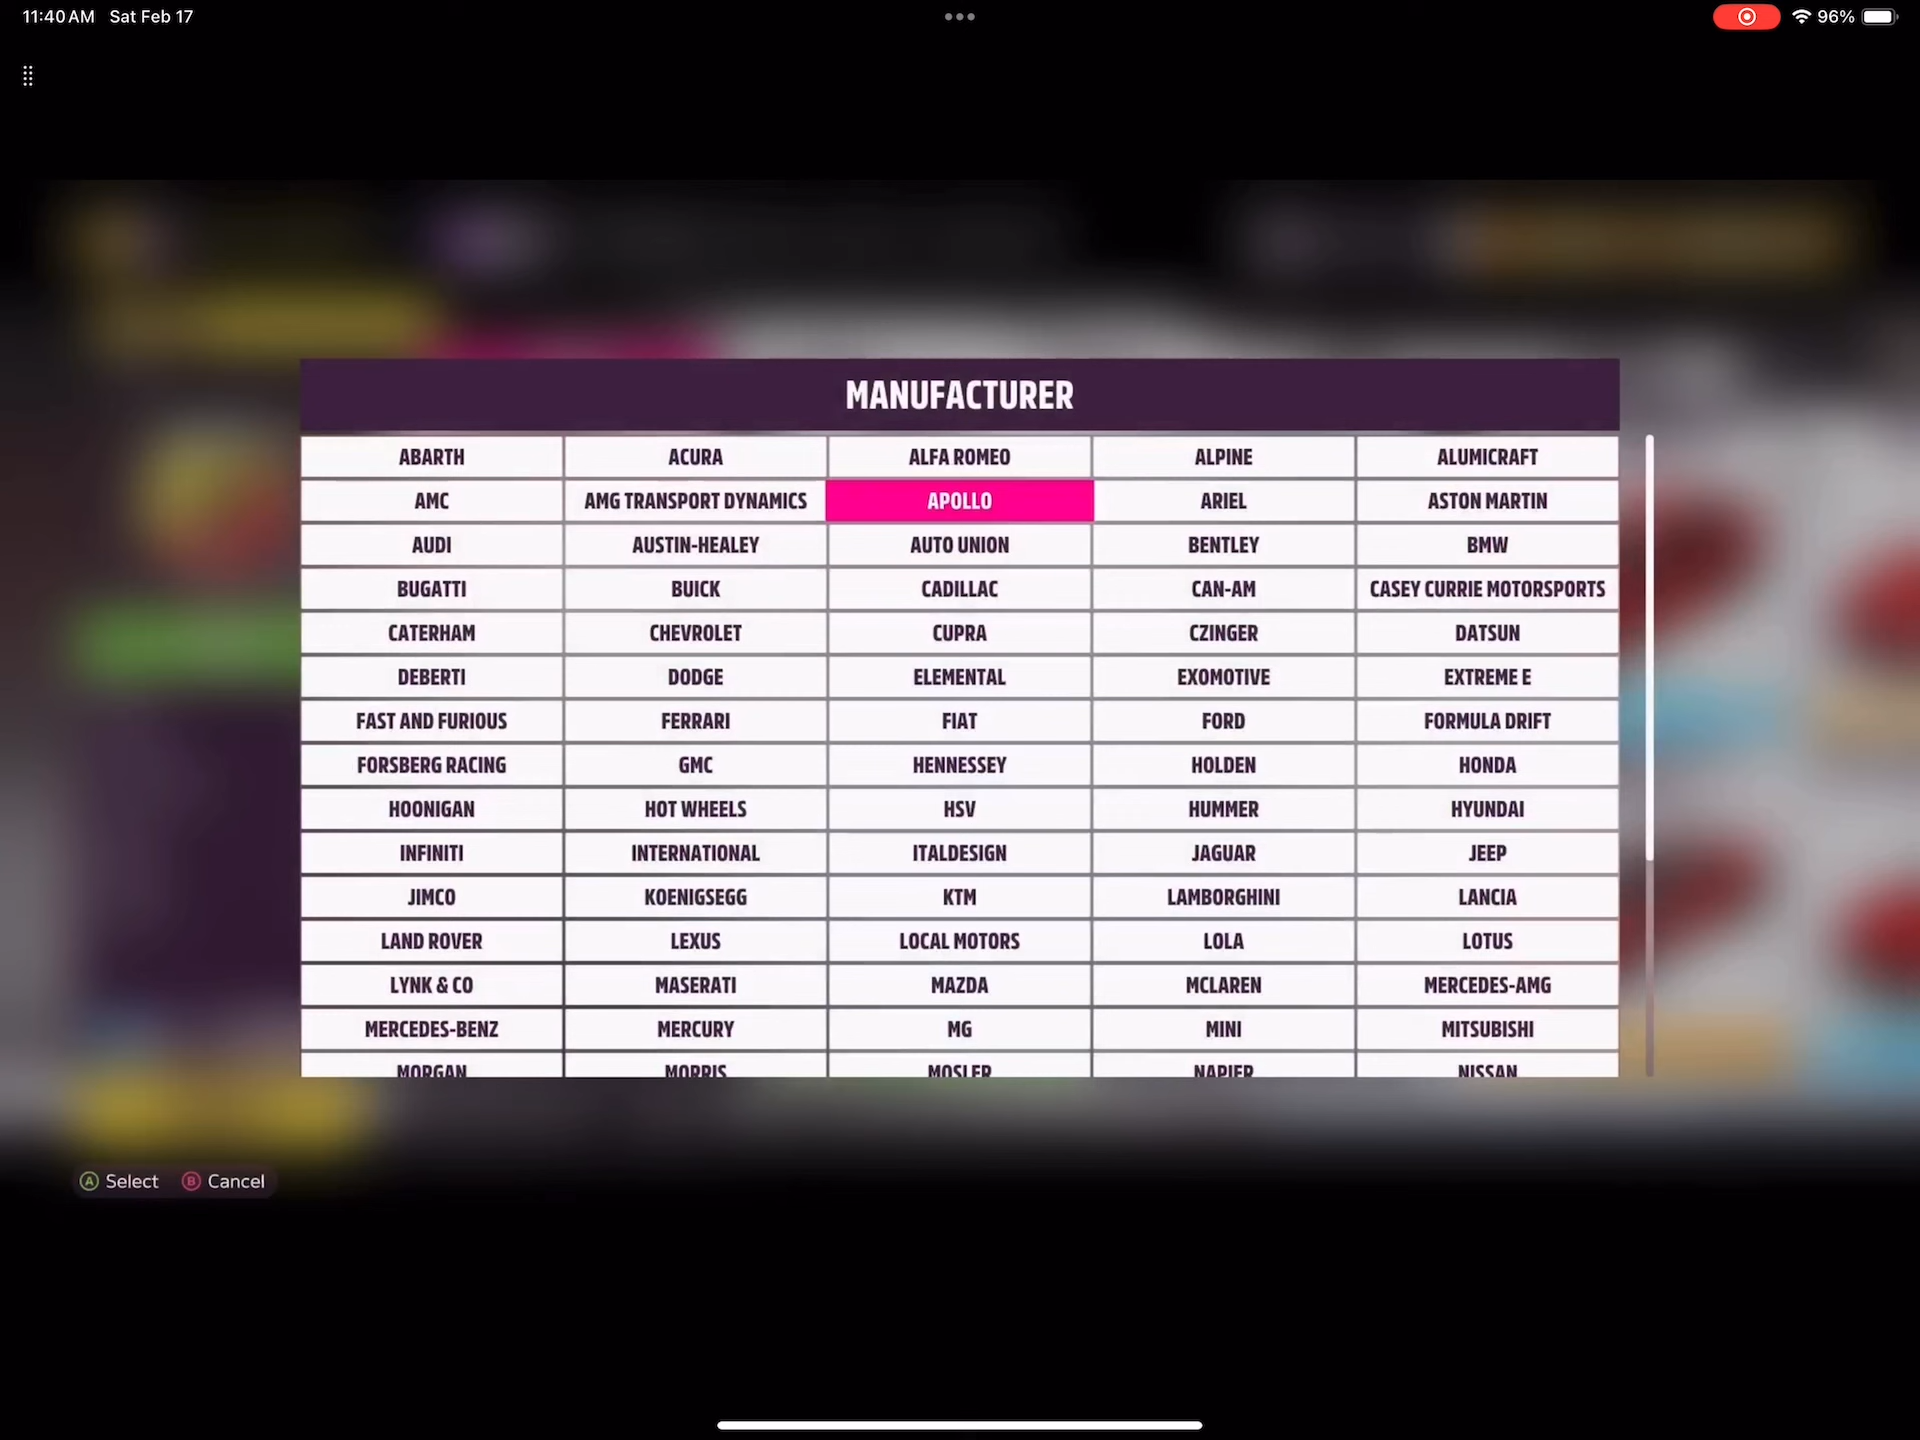 11:40 AM Sat Feb 17
96%
MANUFACTURER
ABARTH ACURA ALFA ROMEO ALPINE ALUMICRAFT
AMC AMG TRANSPORT DYNAMICS APOLLO ARIEL ASTON MARTIN
AUDI AUSTIN-HEALEY AUTO UNION BENTLEY BMW
BUGATTI BUICK CADILLAC CAN-AM CASEY CURRIE MOTORSPORTS
CATERHAM CHEVROLET CUPRA CZINGER DATSUN
DEBERTI DODGE ELEMENTAL EXOMOTIVE EXTREME E
FAST AND FURIOUS FERRARI FIAT FORD FORMULA DRIFT
FORSBERG RACING GMC HENNESSEY HOLDEN HONDA
HOONIGAN HOT WHEELS HSV HUMMER HYUNDAI
INFINITI INTERNATIONAL ITALDESIGN JAGUAR JEEP
JIMCO KOENIGSEGG KTM LAMBORGHINI LANCIA
LAND ROVER LEXUS LOCAL MOTORS LOLA LOTUS
LYNK & CO MASERATI MAZDA MCLAREN MERCEDES-AMG
MERCEDES-BENZ MERCURY MG MINI MITSUBISHI
MORGAN MORRIS MOSLER NAPIER NISSAN
A Select B Cancel